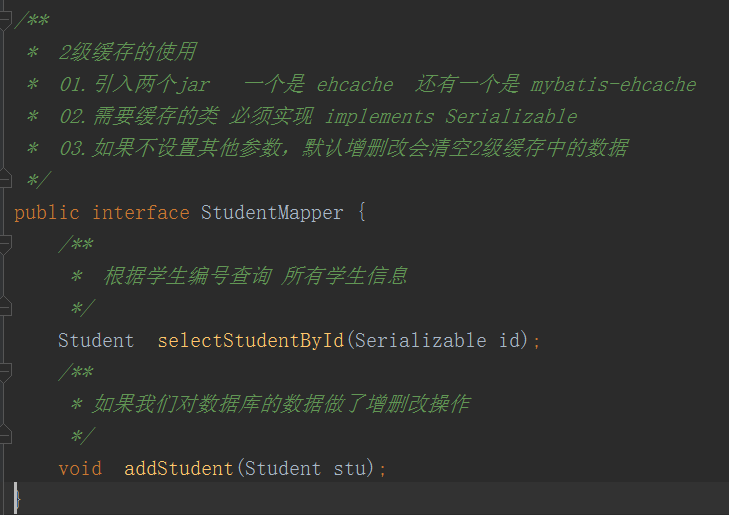 /**
 *  2级缓存的使用
 *  01.引入两个jar   一个是 ehcache  还有一个是 mybatis-ehcache
 *  02.需要缓存的类 必须实现 implements Serializable
 *  03.如果不设置其他参数，默认增删改会清空2级缓存中的数据
 */
public interface StudentMapper {
    /**
     *  根据学生编号查询 所有学生信息
     */
    Student  selectStudentById(Serializable id);
    /**
     * 如果我们对数据库的数据做了增删改操作
     */
    void  addStudent(Student stu);
}